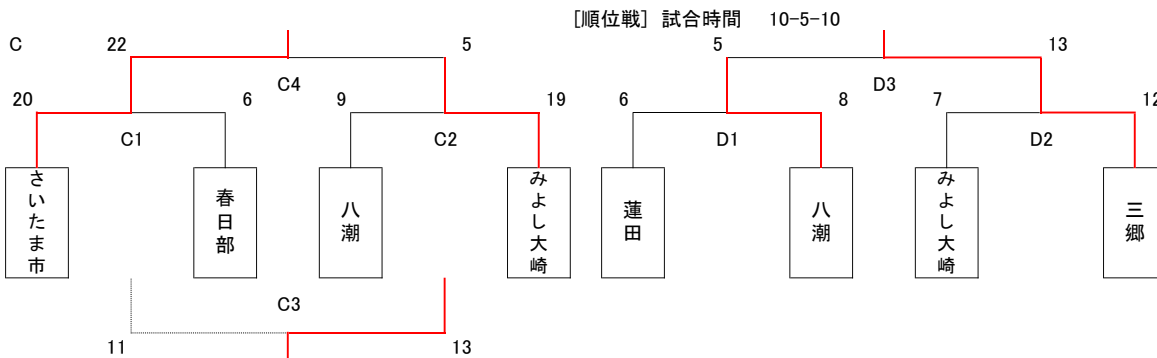 [順位戦] 試合時間 10-5-10
C 22 5 5 13
C4 D3
20 6 9 19 6 8 7 12
C1 C2 D1 D2
さいたま市 春日部 八潮 みよし大崎 蓮田 八潮 みよし大崎 三郷
C3
11 13